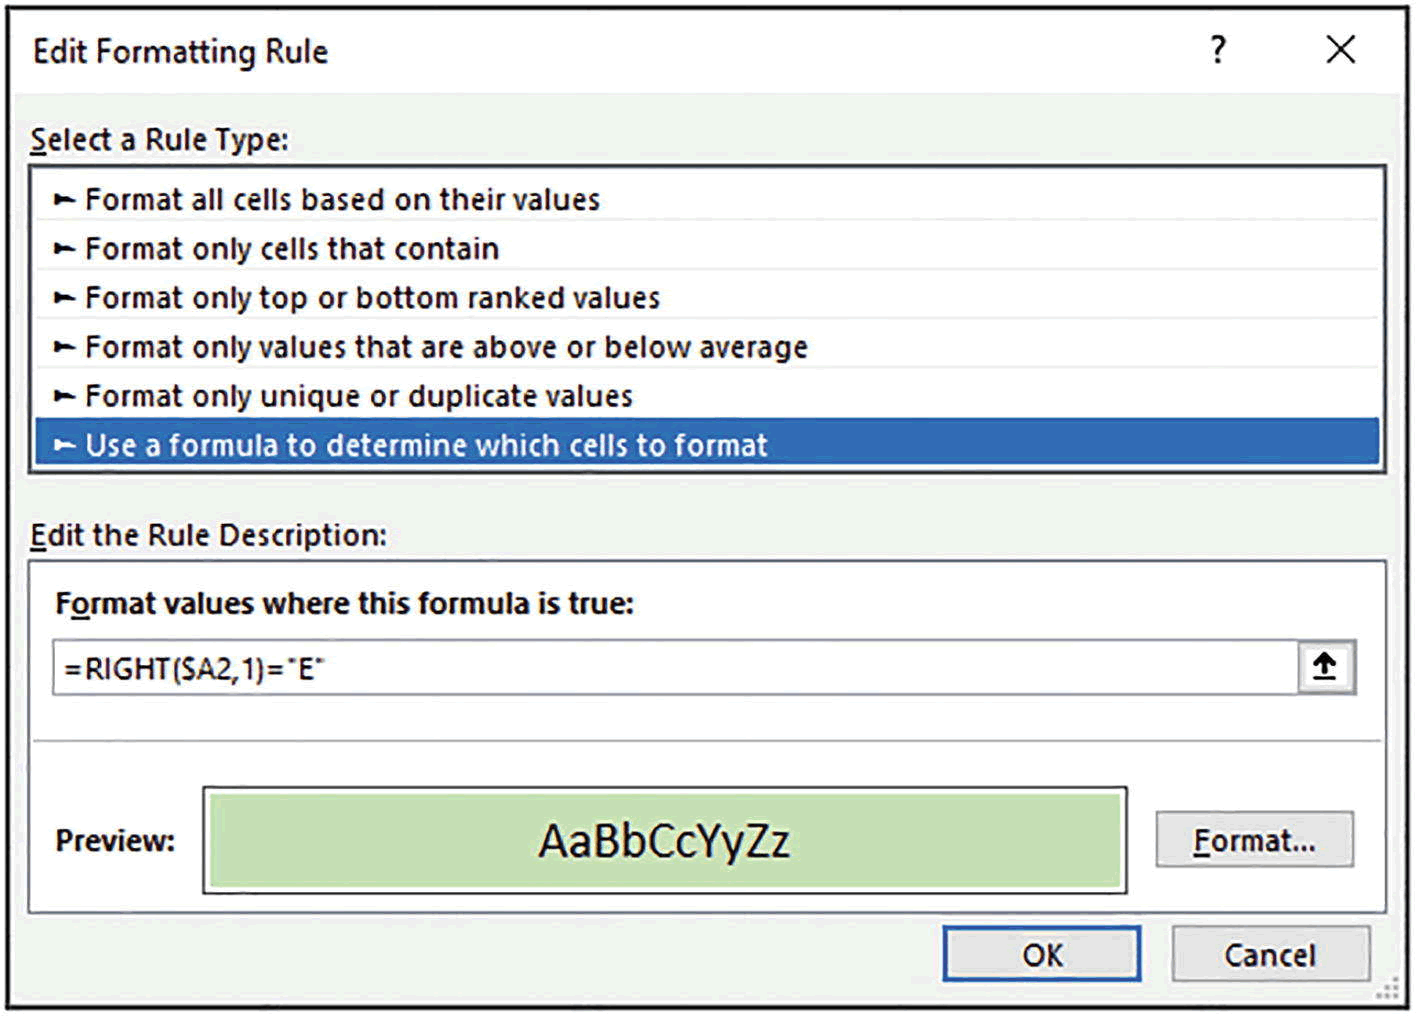 Edit Formatting Rule ?
Select a Rule Type:
Format all cells based on their values
Format only cells that contain
Format only top or bottom ranked values
Format only values that are above or below average
Format only unique or duplicate values
Use a formula to determine which cells to format
Edit the Rule Description:
Format values where this formula is true:
=RIGHT($A2,1)="E"
Preview: AaBbCcYyZz Format...
OK Cancel